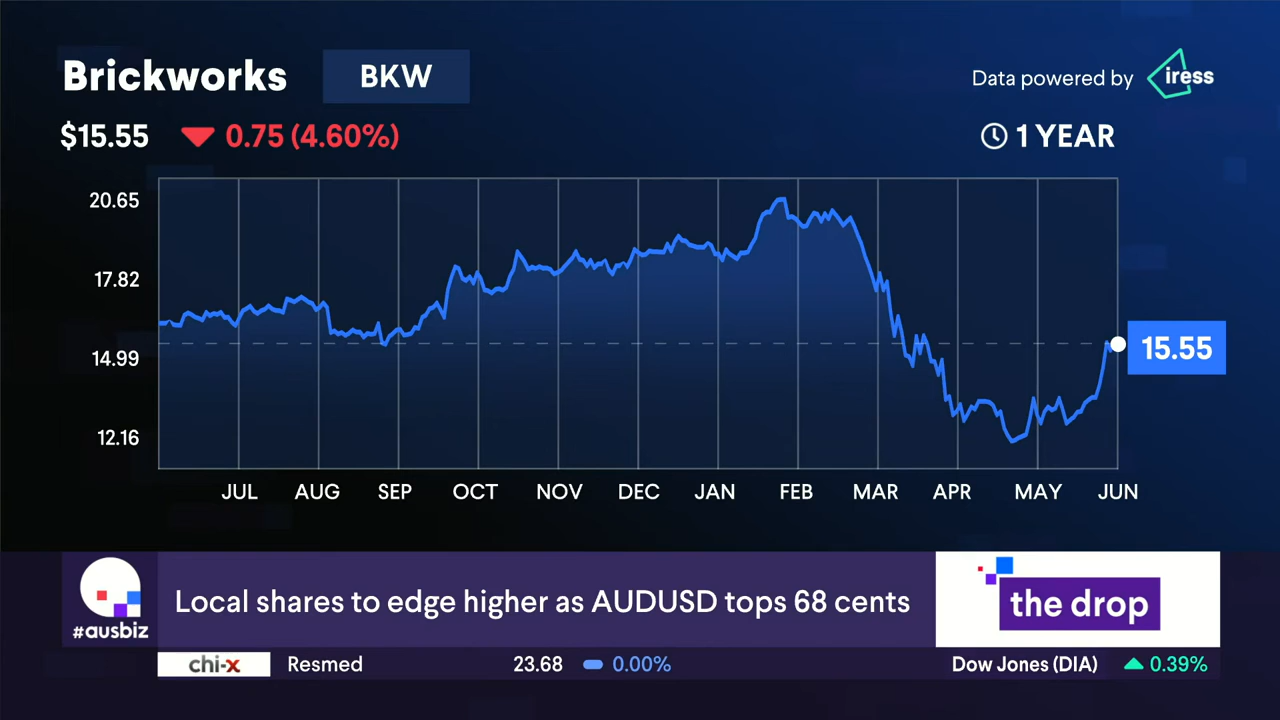 Brickworks BKW
Data powered by iress
$15.55 0.75 (4.60%)
1 YEAR
20.65
17.82
14.99
12.16
15.55
JUL AUG SEP OCT NOV DEC JAN FEB MAR APR MAY JUN
#ausbiz
Local shares to edge higher as AUDUSD tops 68 cents
the drop
chi-x Resmed 23.68 0.00% Dow Jones (DIA) 0.39%